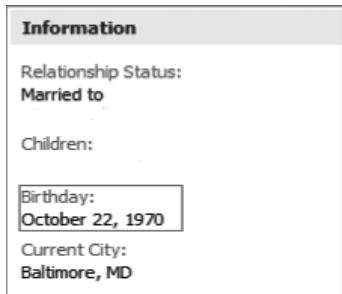 Information
Relationship Status:
Married to
Children:
Birthday:
October 22, 1970
Current City:
Baltimore, MD